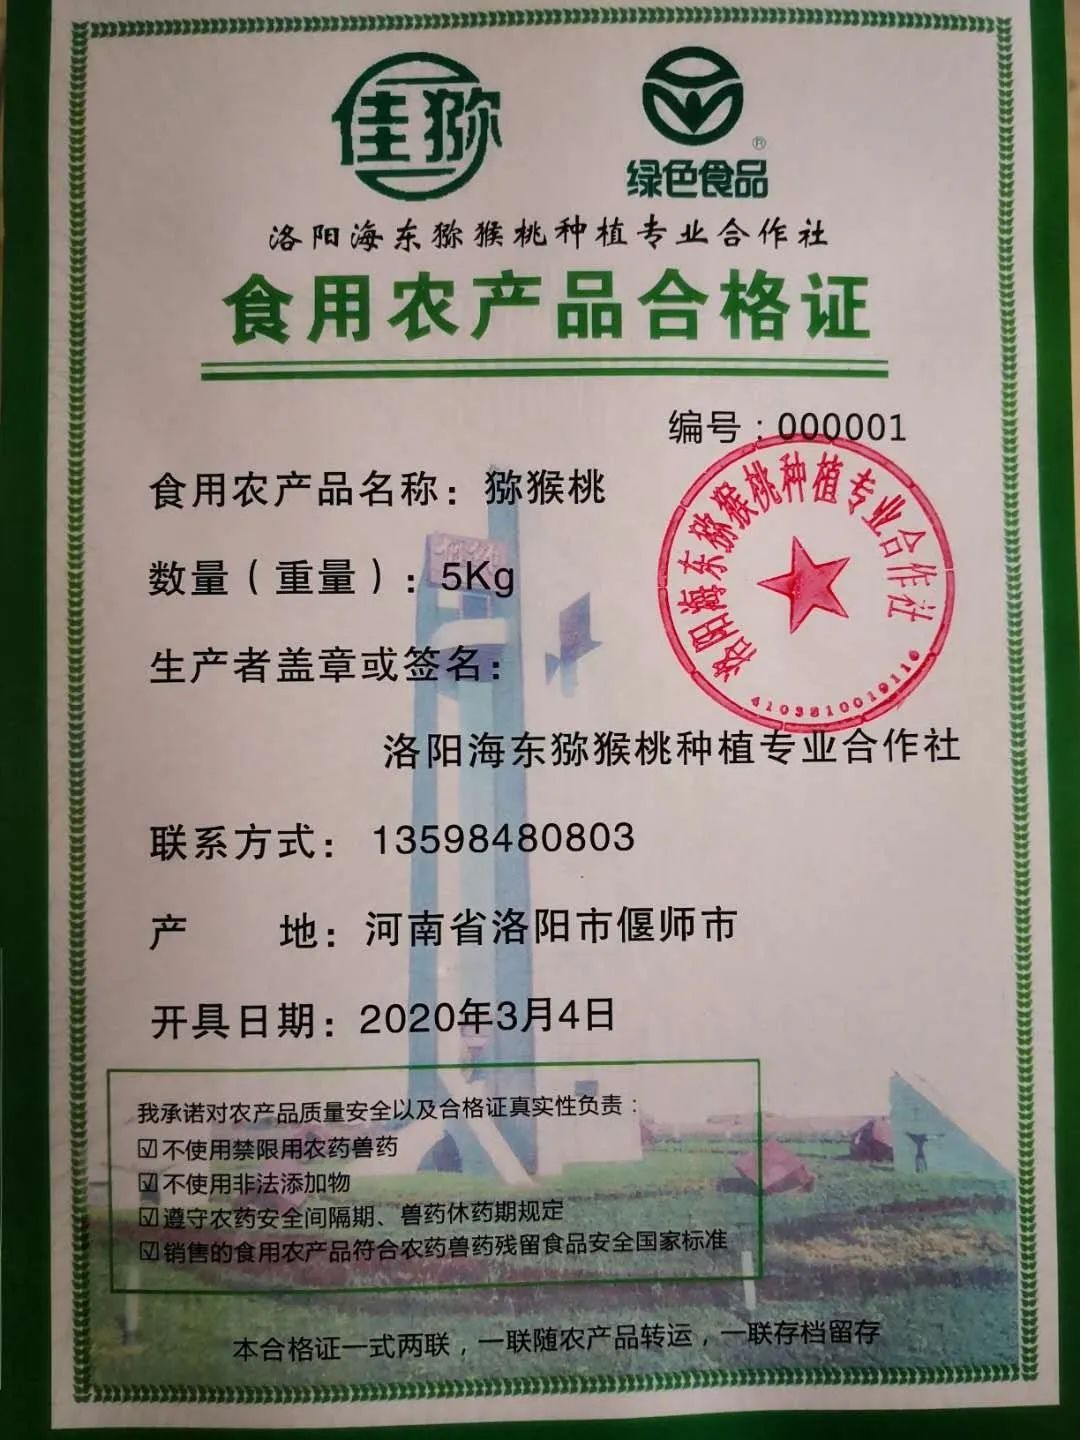 佳猕
绿色食品
®
洛阳海东猕猴桃种植专业合作社
食用农产品合格证
编号：000001
食用农产品名称：猕猴桃
数量（重量）：5Kg
生产者盖章或签名：
洛阳海东猕猴桃种植专业合作社
洛阳海东猕猴桃种植专业合作社
4103810019116
联系方式：13598480803
产 地：河南省洛阳市偃师市
开具日期：2020年3月4日
我承诺对农产品质量安全以及合格证真实性负责：
☑不使用禁限用农药兽药
☑不使用非法添加物
☑遵守农药安全间隔期、兽药休药期规定
☑销售的食用农产品符合农药兽药残留食品安全国家标准
本合格证一式两联，一联随农产品转运，一联存档留存